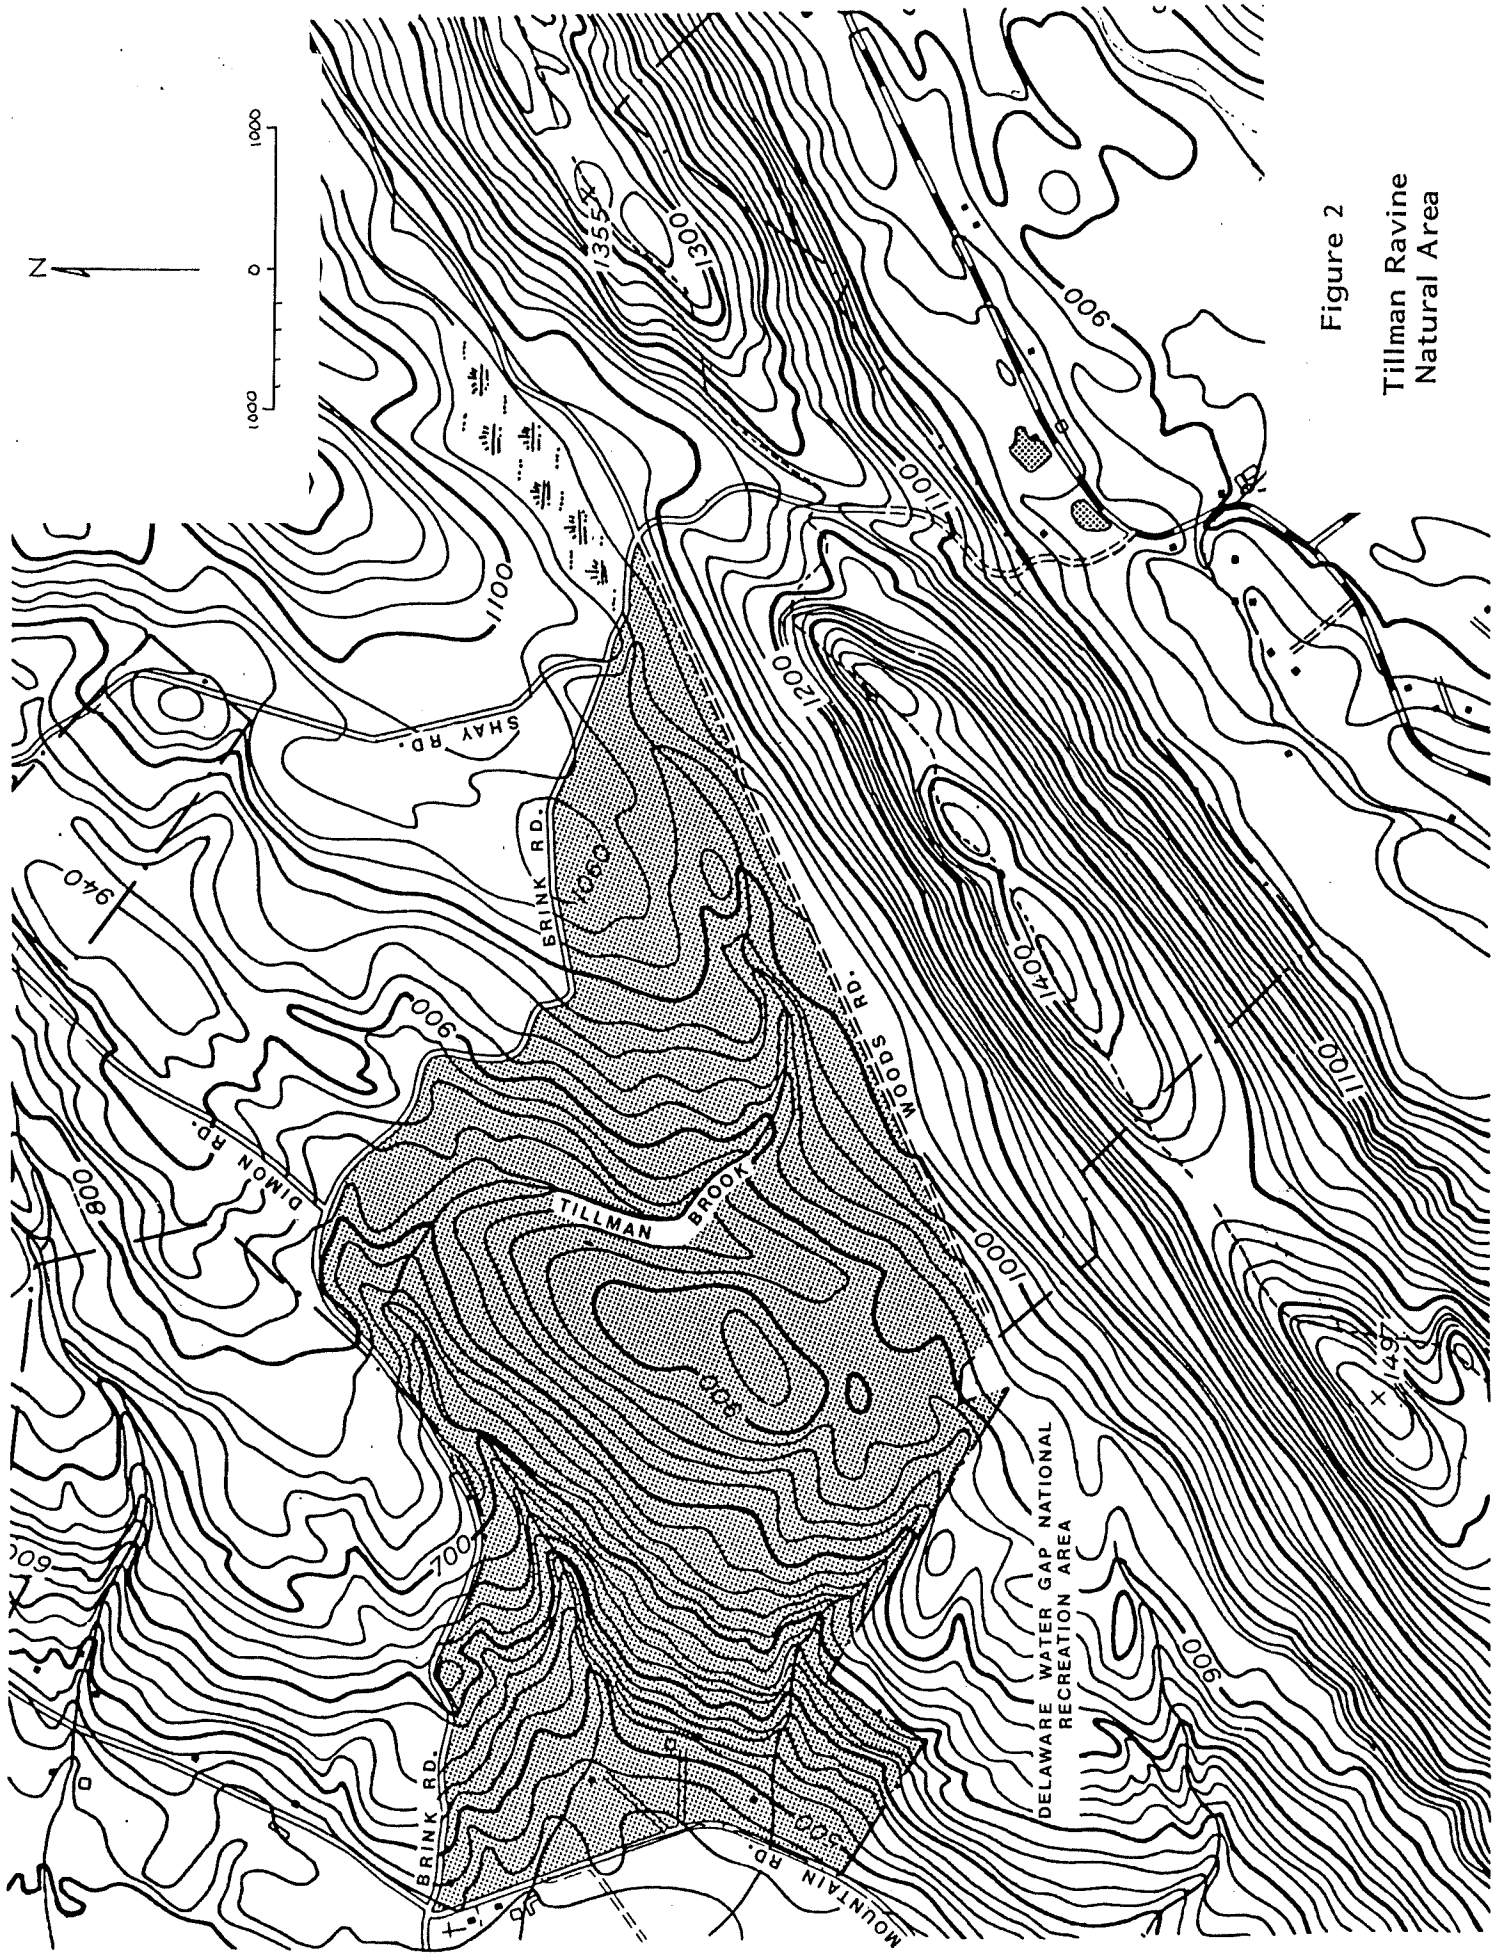 N
1000
0
1000
1355
1300
900
1100
1100
1200
SHAY RD.
BRINK RD.
1060
940
900
WOODS RD.
1400
1100
DIMON RD.
800
TILLMAN
BROOK
1000
900
1497
700
600
DELAWARE WATER GAP NATIONAL
RECREATION AREA
900
BRINK RD.
500
MOUNTAIN RD.
Figure 2
Tillman Ravine
Natural Area